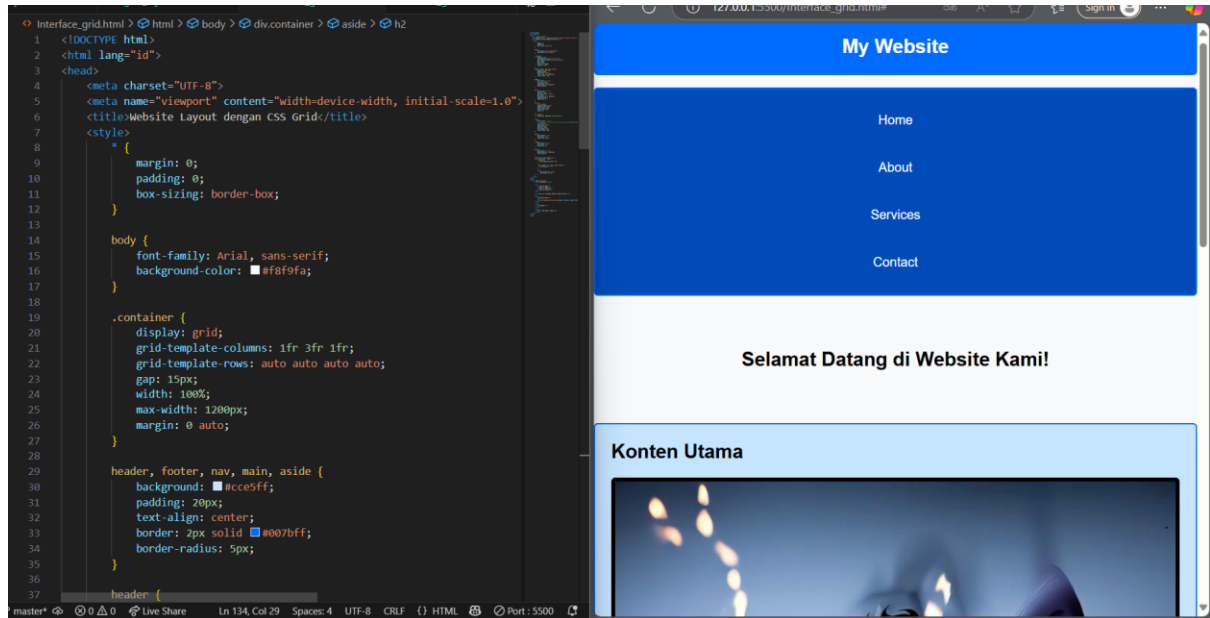 Interface_grid.html > html > body > div.container > aside > h2
1 <!DOCTYPE html>
2 <html lang="id">
3 <head>
4 <meta charset="UTF-8">
5 <meta name="viewport" content="width=device-width, initial-scale=1.0">
6 <title>Website Layout dengan CSS Grid</title>
7 <style>
8 * {
9 margin: 0;
10 padding: 0;
11 box-sizing: border-box;
12 }
13
14 body {
15 font-family: Arial, sans-serif;
16 background-color: #f8f9fa;
17 }
18
19 .container {
20 display: grid;
21 grid-template-columns: 1fr 3fr 1fr;
22 grid-template-rows: auto auto auto auto;
23 gap: 15px;
24 width: 100%;
25 max-width: 1200px;
26 margin: 0 auto;
27 }
28
29 header, footer, nav, main, aside {
30 background: #cce5ff;
31 padding: 20px;
32 text-align: center;
33 border: 2px solid #007bff;
34 border-radius: 5px;
35 }
36
37 header {
master* 0 0 Live Share Ln 134, Col 29 Spaces: 4 UTF-8 CRLF {} HTML Port : 5500
127.0.0.1:5500/Interface_grid.html#
Sign in
My Website
Home
About
Services
Contact
Selamat Datang di Website Kami!
Konten Utama